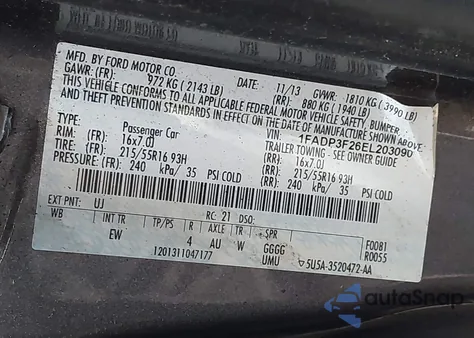 MFD. BY FORD MOTOR CO.
DATE: 11/13 GVWR: 1810 KG ( 3990 LB)
GAWR: (FR): 972 KG ( 2143 LB) (RR): 880 KG ( 1940 LB)
THIS VEHICLE CONFORMS TO ALL APPLICABLE FEDERAL MOTOR VEHICLE SAFETY, BUMPER,
AND THEFT PREVENTION STANDARDS IN EFFECT ON THE DATE OF MANUFACTURE SHOWN ABOVE
VIN: 1FADP3F26EL203090
TYPE: Passenger Car TRAILER TOWING - SEE OWNER GUIDE
RIM: (FR): 16x7.0J (RR): 16x7.0J
TIRE: (FR): 215/55R16 93H (RR): 215/55R16 93H
PRESSURE: (FR): 240 kPa/ 35 PSI COLD (RR): 240 kPa/ 35 PSI COLD
EXT PNT: UJ RC: 21 DSO: F0081
WB INT TR TP/PS R AXLE TR SPR R0055
EW 4 AU W GGGG
UMU
1201311047177 5U5A-3520472-AA
autoSnap